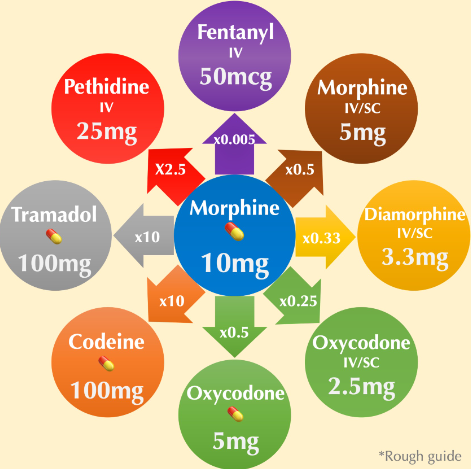 Fentanyl
IV
50mcg
Pethidine
IV
25mg
Morphine
IV/SC
5mg
x0.005
X2.5
x0.5
Tramadol
100mg
x10
Morphine
10mg
x0.33
Diamorphine
IV/SC
3.3mg
x10
x0.5
x0.25
Codeine
100mg
Oxycodone
5mg
Oxycodone
IV/SC
2.5mg
*Rough guide